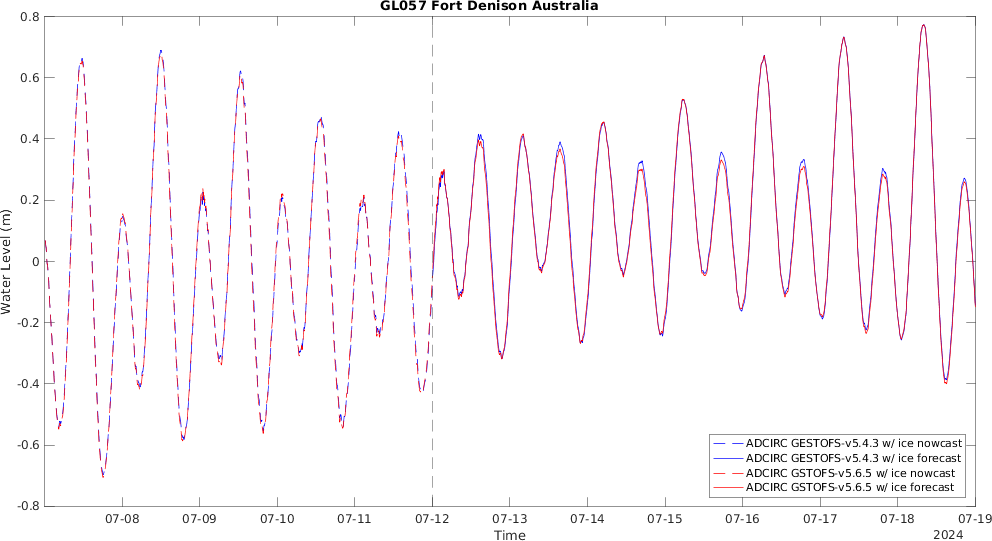 GL057 Fort Denison Australia
0.8
0.6
0.4
0.2
0
-0.2
-0.4
-0.6
-0.8
Water Level (m)
ADCIRC GESTOFS-v5.4.3 w/ ice nowcast
ADCIRC GESTOFS-v5.4.3 w/ ice forecast
ADCIRC GSTOFS-v5.6.5 w/ ice nowcast
ADCIRC GSTOFS-v5.6.5 w/ ice forecast
07-08 07-09 07-10 07-11 07-12 07-13 07-14 07-15 07-16 07-17 07-18 07-19
Time
2024